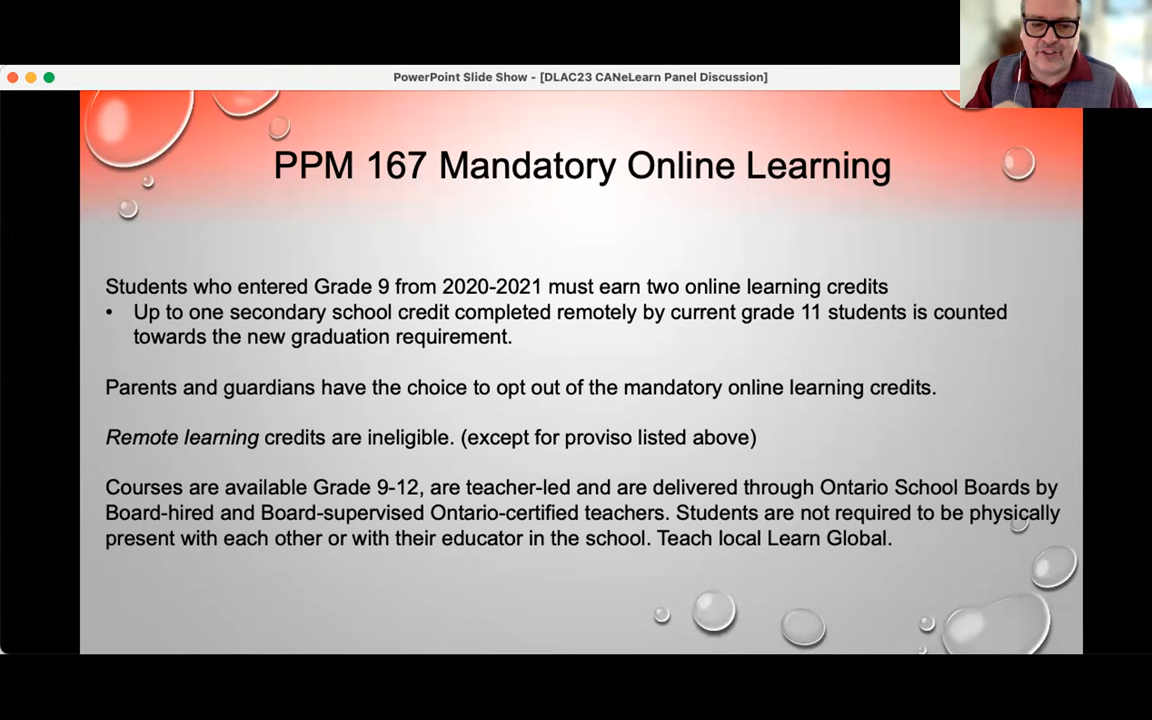 PowerPoint Slide Show - [DLAC23 CANeLearn Panel Discussion]
PPM 167 Mandatory Online Learning
Students who entered Grade 9 from 2020-2021 must earn two online learning credits
• Up to one secondary school credit completed remotely by current grade 11 students is counted
towards the new graduation requirement.
Parents and guardians have the choice to opt out of the mandatory online learning credits.
Remote learning credits are ineligible. (except for proviso listed above)
Courses are available Grade 9-12, are teacher-led and are delivered through Ontario School Boards by
Board-hired and Board-supervised Ontario-certified teachers. Students are not required to be physically
present with each other or with their educator in the school. Teach local Learn Global.